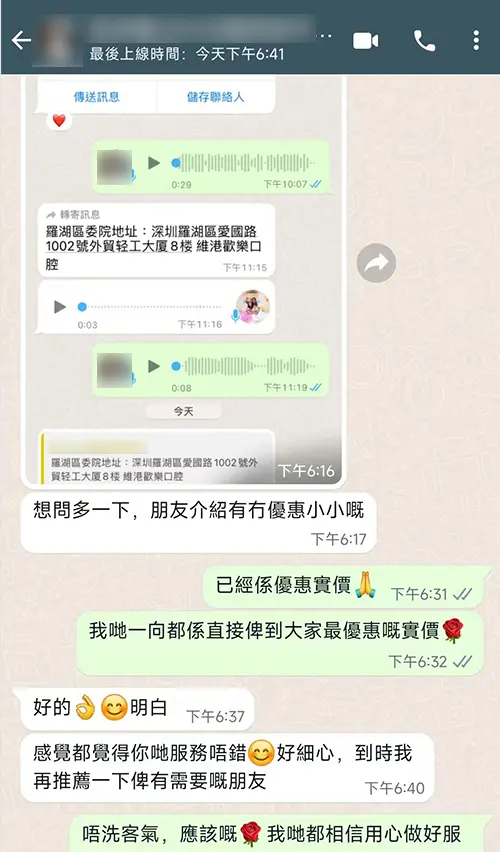 最後上線時間：今天下午6:41
傳送訊息
儲存聯絡人
0:29
下午10:07
轉寄訊息
羅湖區委院地址：深圳羅湖區愛國路
1002號外貿轻工大厦8楼 維港歡樂口
腔
下午11:15
0:03
下午11:16
0:08
下午11:19
今天
羅湖區委院地址：深圳羅湖區愛國路1002號外
貿轻工大厦8楼 維港歡樂口腔
下午6:16
想問多一下，朋友介紹有冇優惠小小嘅
下午6:17
已經係優惠實價🙏
下午6:31
我哋一向都係直接俾到大家最優惠嘅實價🌹
下午6:32
好的👌😊明白
下午6:37
感覺都覺得你哋服務唔錯😊好細心，到時我
再推薦一下俾有需要嘅朋友
下午6:40
唔洗客氣，應該嘅🌹我哋都相信用心做好服